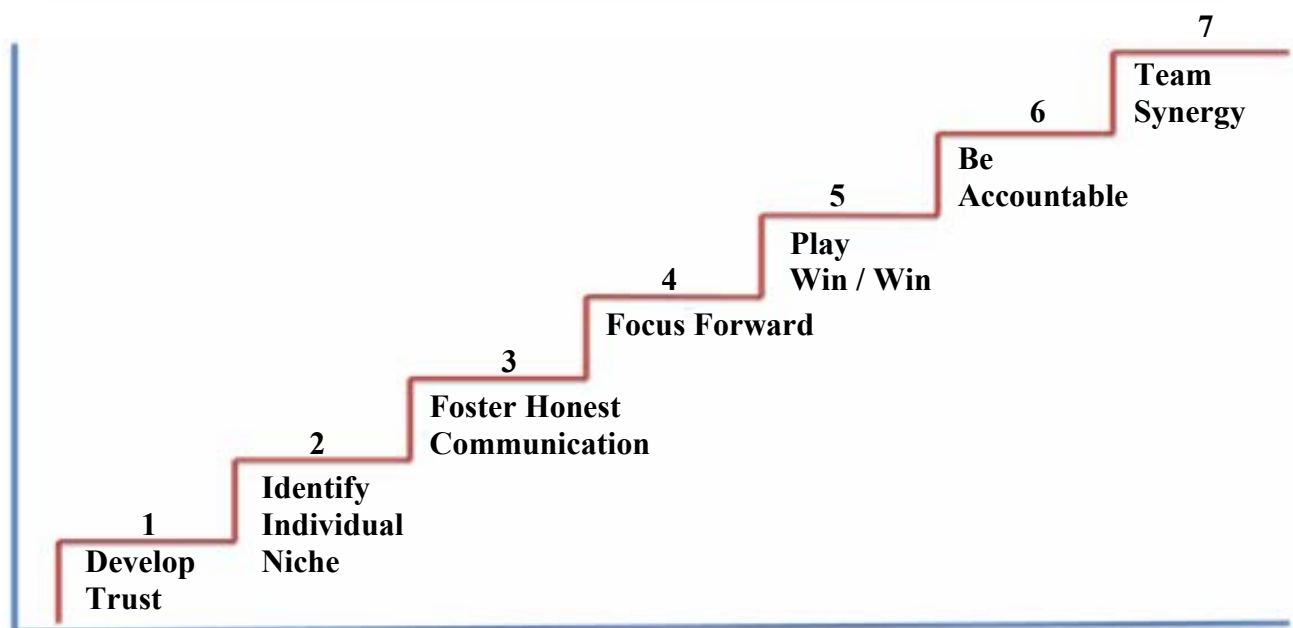 7
Team
Synergy
6
Be
Accountable
5
Play
Win / Win
4
Focus Forward
3
Foster Honest
Communication
2
Identify
Individual
Niche
1
Develop
Trust